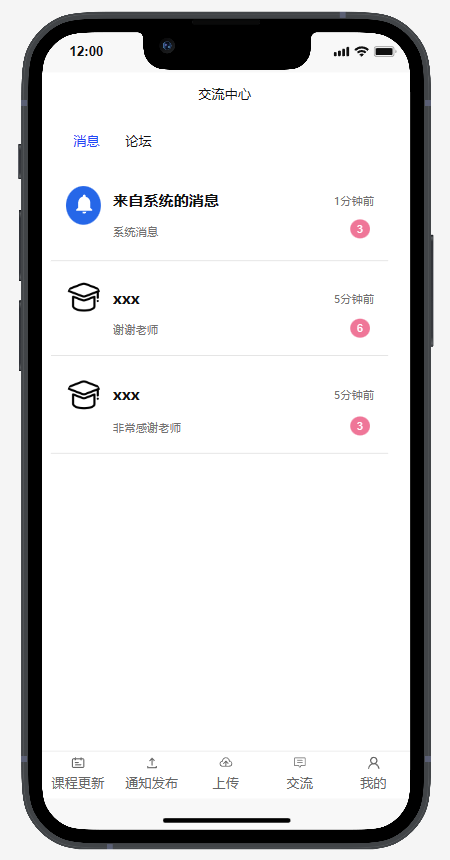 12:00
交流中心
消息 论坛
来自系统的消息 1分钟前
系统消息 3
xxx 5分钟前
谢谢老师 6
xxx 5分钟前
非常感谢老师 3
课程更新 通知发布 上传 交流 我的